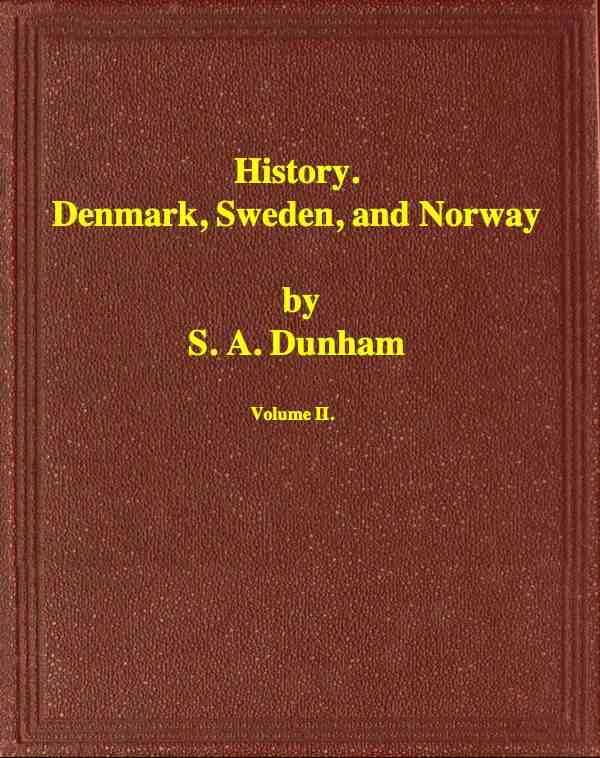 History.
Denmark, Sweden, and Norway
by
S. A. Dunham
Volume II.